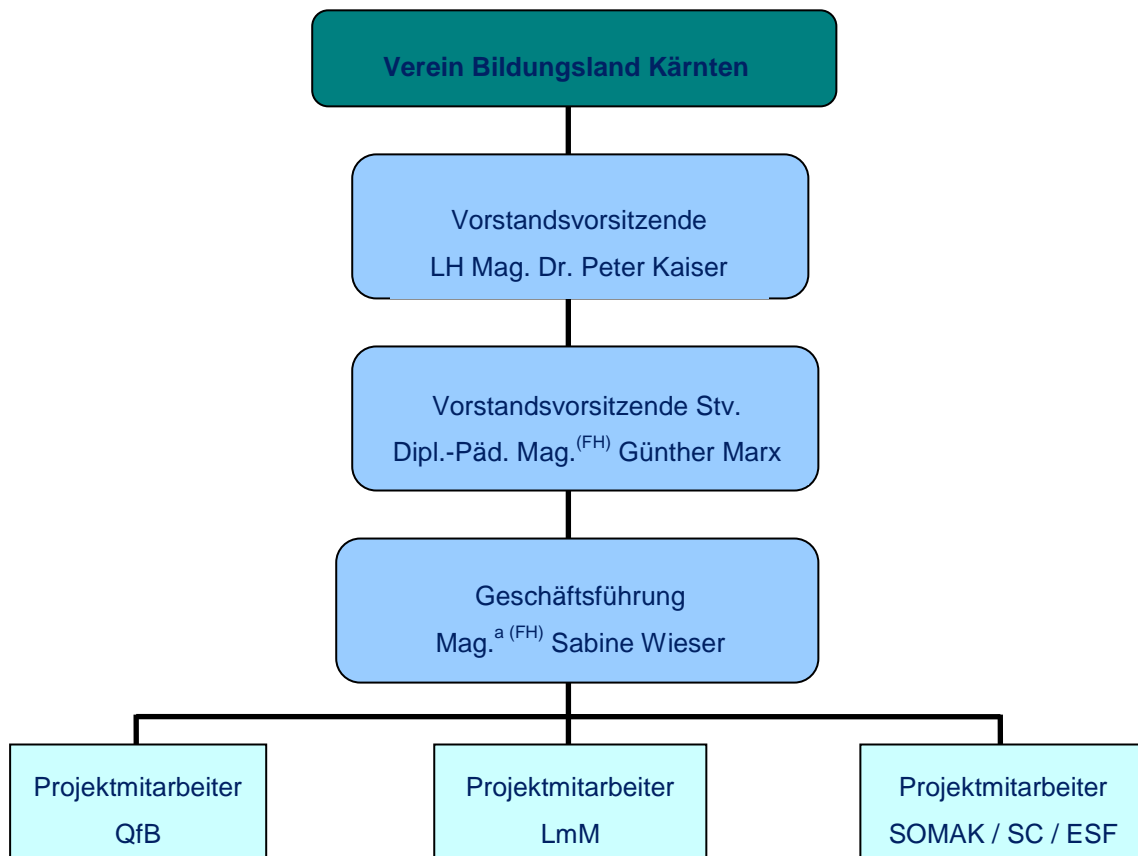 Verein Bildungsland Kärnten
Vorstandsvorsitzende
LH Mag. Dr. Peter Kaiser
Vorstandsvorsitzende Stv.
Dipl.-Päd. Mag.(FH) Günther Marx
Geschäftsführung
Mag.a (FH) Sabine Wieser
Projektmitarbeiter
QfB
Projektmitarbeiter
LmM
Projektmitarbeiter
SOMAK / SC / ESF